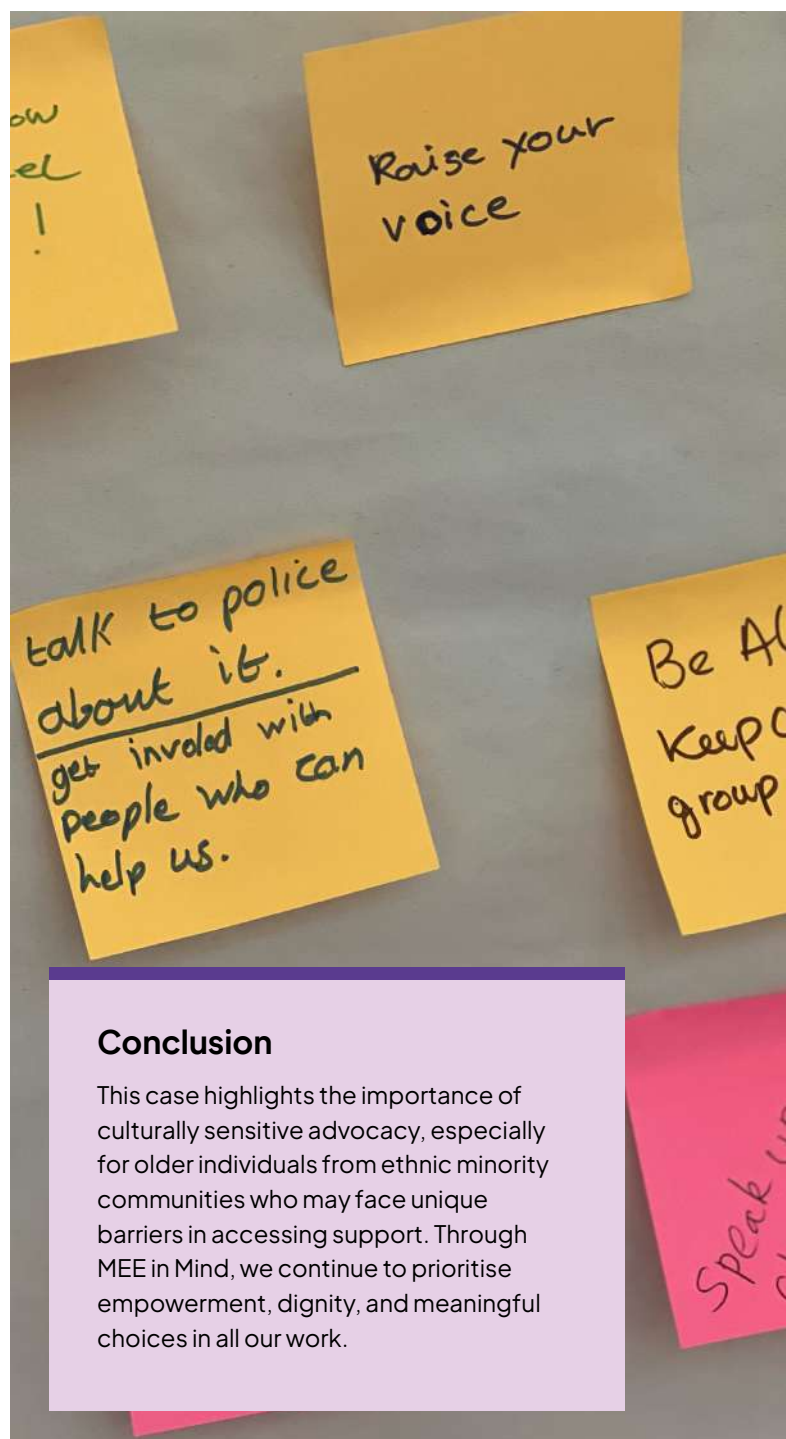 !
Raise your
voice
talk to police
about it.
get involed with
people who can
help us.
Be
Keep
group
Conclusion
This case highlights the importance of
culturally sensitive advocacy, especially
for older individuals from ethnic minority
communities who may face unique
barriers in accessing support. Through
MEE in Mind, we continue to prioritise
empowerment, dignity, and meaningful
choices in all our work.
Speak